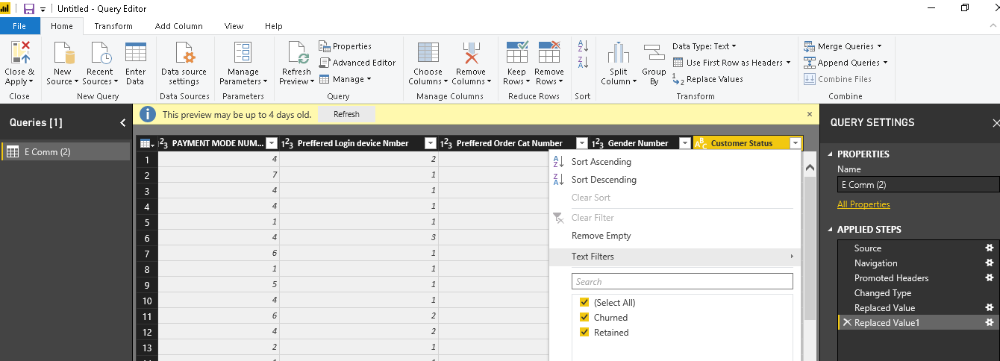 Untitled - Query Editor
File Home Transform Add Column View Help
Close & Apply
New Source
Recent Sources
Enter Data
Data source settings
Manage Parameters
Refresh Preview
Properties
Advanced Editor
Manage
Choose Columns
Remove Columns
Keep Rows
Remove Rows
Split Column
Group By
Data Type: Text
Use First Row as Headers
Replace Values
Merge Queries
Append Queries
Combine Files
Close New Query Data Sources Parameters Query Manage Columns Reduce Rows Sort Transform Combine
Queries [1]
E Comm (2)
This preview may be up to 4 days old. Refresh
PAYMENT MODE NUM... Preffered Login device Nmber Preffered Order Cat Number Gender Number Customer Status
1 4 2
2 7 1
3 4 1
4 4 1
5 1 1
6 4 3
7 6 1
8 1 1
9 5 1
10 4 1
11 6 2
12 4 2
13 2 1
Sort Ascending
Sort Descending
Clear Sort
Clear Filter
Remove Empty
Text Filters
Search
(Select All)
Churned
Retained
QUERY SETTINGS
PROPERTIES
Name
E Comm (2)
All Properties
APPLIED STEPS
Source
Navigation
Promoted Headers
Changed Type
Replaced Value
Replaced Value1